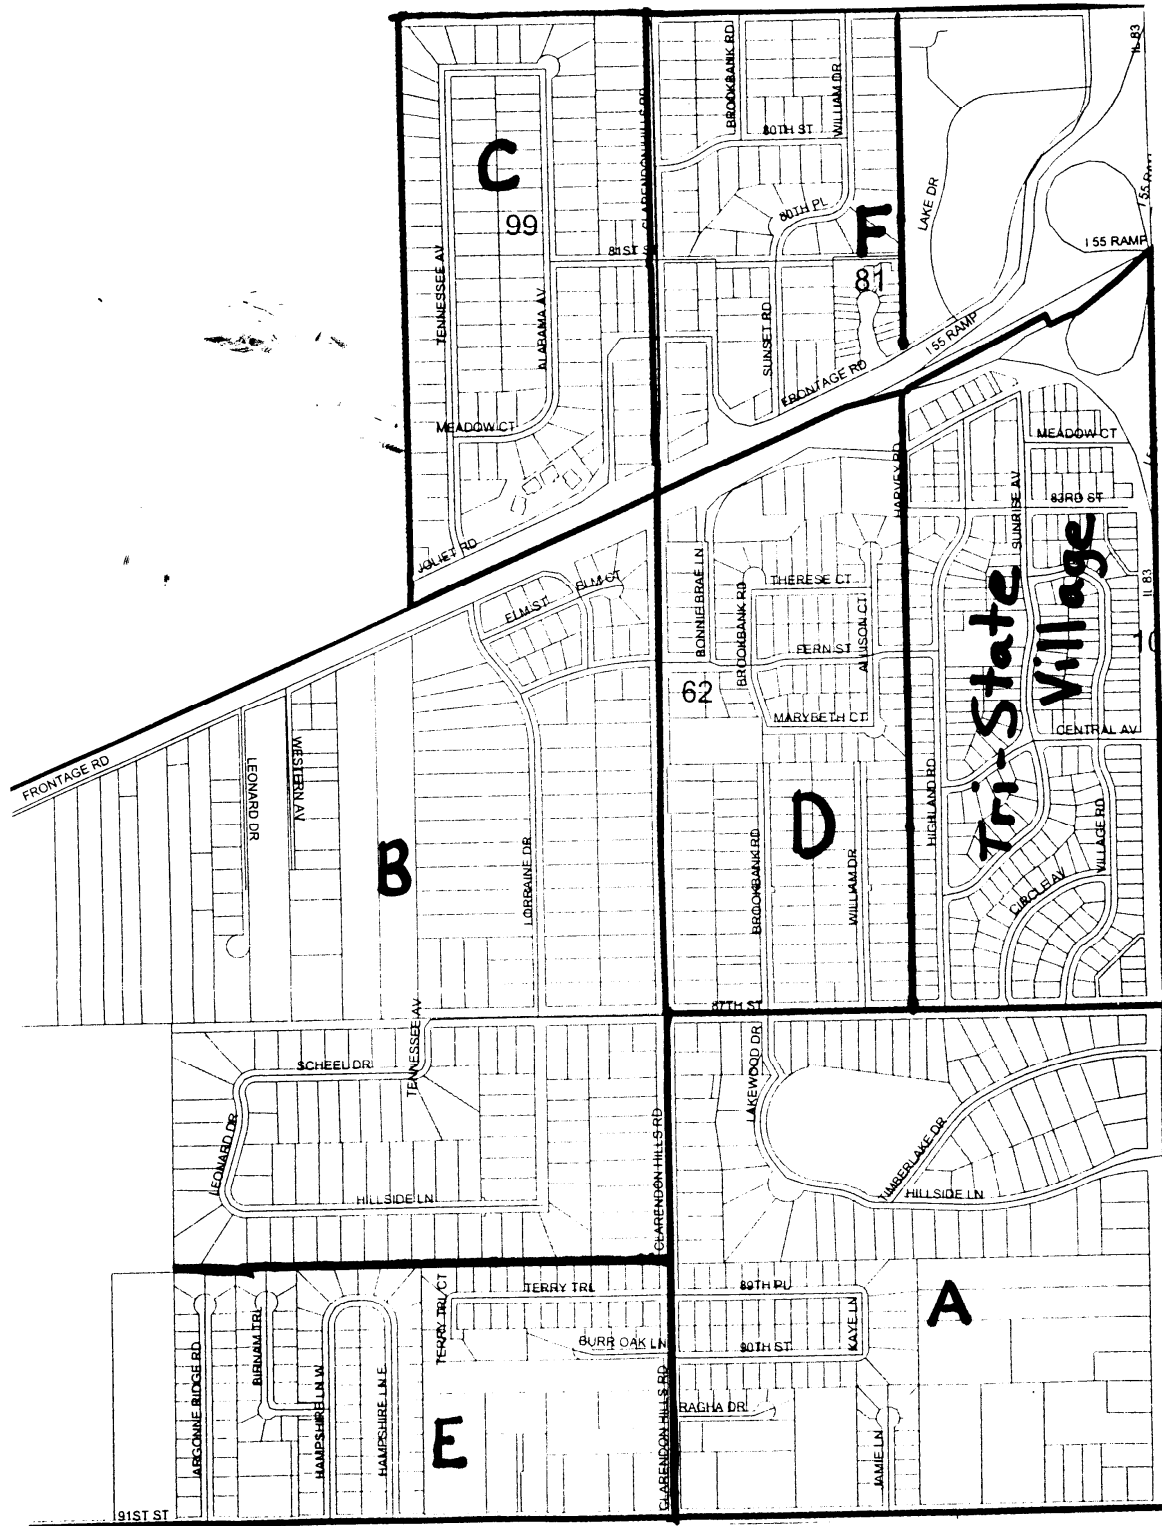 BROOKBANK RD
WILLIAM DR
IL 83
CLARENDON HILLS RD
80TH ST
C
99
TENNESSEE AV
ALABAMA AV
81ST S
80TH PL
F
81
LAKE DR
I 55 RAMP
I 55 RAMP
SUNSET RD
FRONTAGE RD
MEADOW CT
MEADOW CT
HARVEY RD
SUNRISE AV
83RD ST
JOLIET RD
ELM ST
ELM CT
BONNIE BRAE LN
BROOKBANK RD
THERESE CT
ALLISON CT
FERN ST
MARYBETH CT
62
Tri-State
Village
IL 83
10
CENTRAL AV
FRONTAGE RD
LEONARD DR
WESTERN AV
B
LORRAINE DR
D
BROOKBANK RD
WILLIAM DR
HIGHLAND RD
VILLAGE RD
CIRCLE AV
87TH ST
TENNESSEE AV
SCHEEL DR
LEONARD DR
HILLSIDE LN
CLARENDON HILLS RD
LAKEWOOD DR
TIMBERLAKE DR
HILLSIDE LN
TERRY TRL CT
TERRY TRL
89TH PL
KAYE LN
A
BURR OAK LN
90TH ST
ARGONNE RIDGE RD
BIRNAM TRL
HAMPSHIRE LN W
HAMPSHIRE LN E
E
CLARENDON HILLS RD
RAGHA DR
JAMIE LN
91ST ST